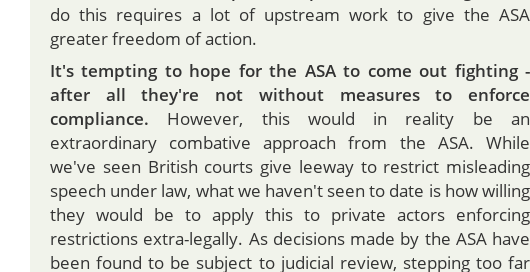 do this requires a lot of upstream work to give the ASA
greater freedom of action.
It's tempting to hope for the ASA to come out fighting -
after all they're not without measures to enforce
compliance. However, this would in reality be an
extraordinary combative approach from the ASA. While
we've seen British courts give leeway to restrict misleading
speech under law, what we haven't seen to date is how willing
they would be to apply this to private actors enforcing
restrictions extra-legally. As decisions made by the ASA have
been found to be subject to judicial review, stepping too far